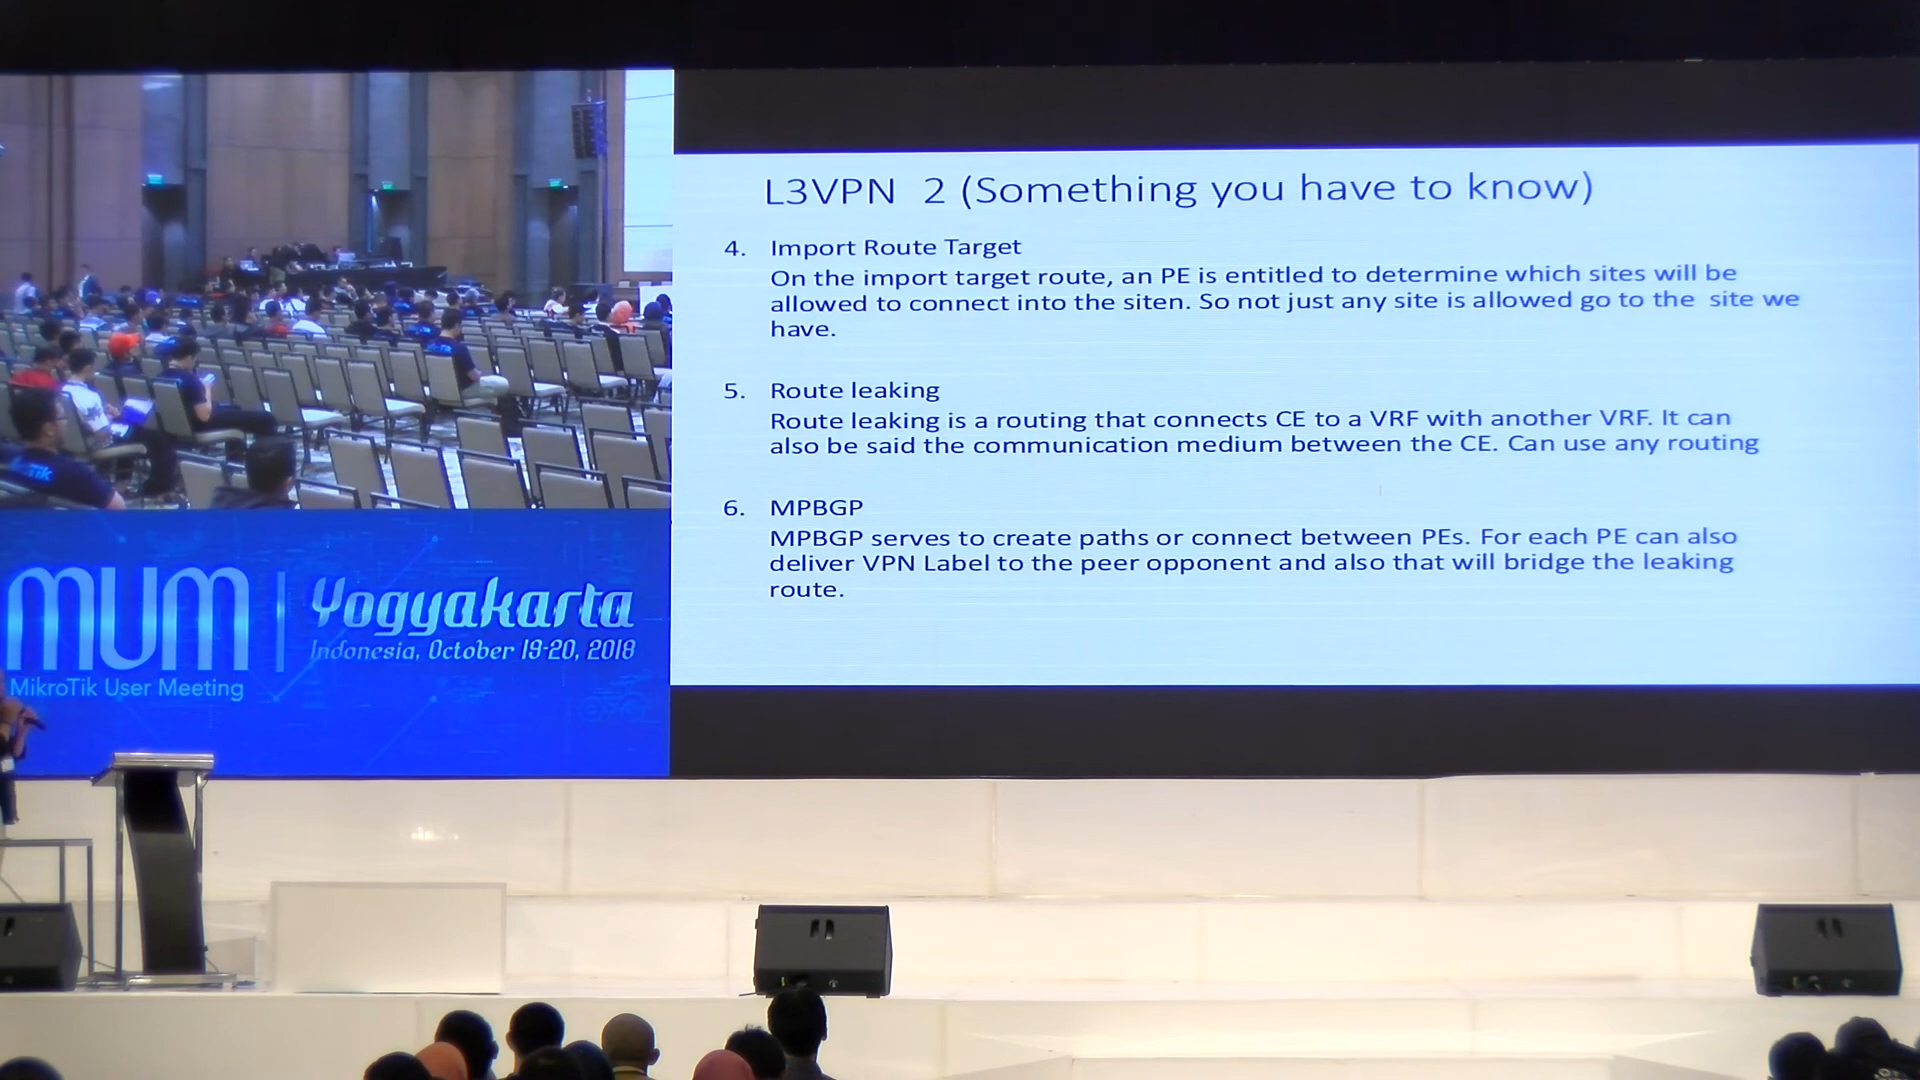 L3VPN 2 (Something you have to know)
4. Import Route Target
On the import target route, an PE is entitled to determine which sites will be
allowed to connect into the siten. So not just any site is allowed go to the site we
have.
5. Route leaking
Route leaking is a routing that connects CE to a VRF with another VRF. It can
also be said the communication medium between the CE. Can use any routing
6. MPBGP
MPBGP serves to create paths or connect between PEs. For each PE can also
deliver VPN Label to the peer opponent and also that will bridge the leaking
route.
MUM
MikroTik User Meeting
Yogyakarta
Indonesia, October 19-20, 2018